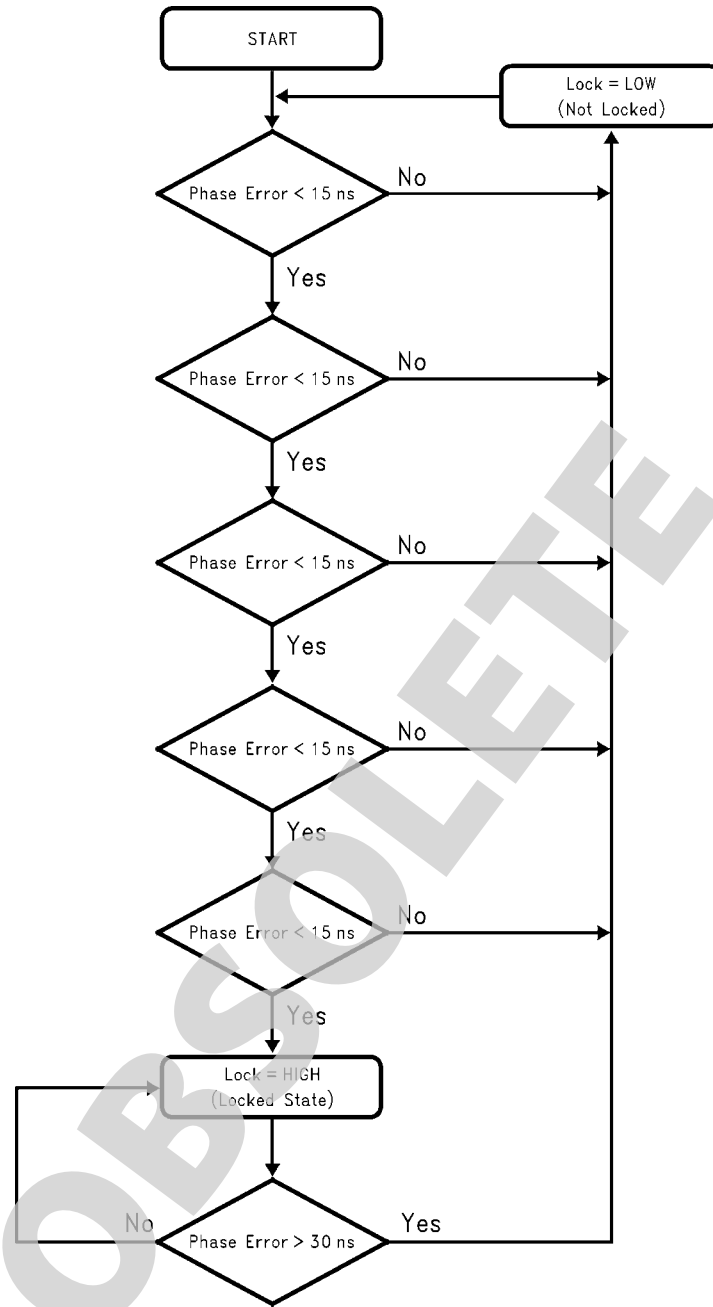 START
Lock = LOW
(Not Locked)
Phase Error < 15 ns
No
Yes
Phase Error < 15 ns
No
Yes
Phase Error < 15 ns
No
Yes
Phase Error < 15 ns
No
Yes
Phase Error < 15 ns
No
Yes
Lock = HIGH
(Locked State)
No
Phase Error > 30 ns
Yes
OBSOLETE